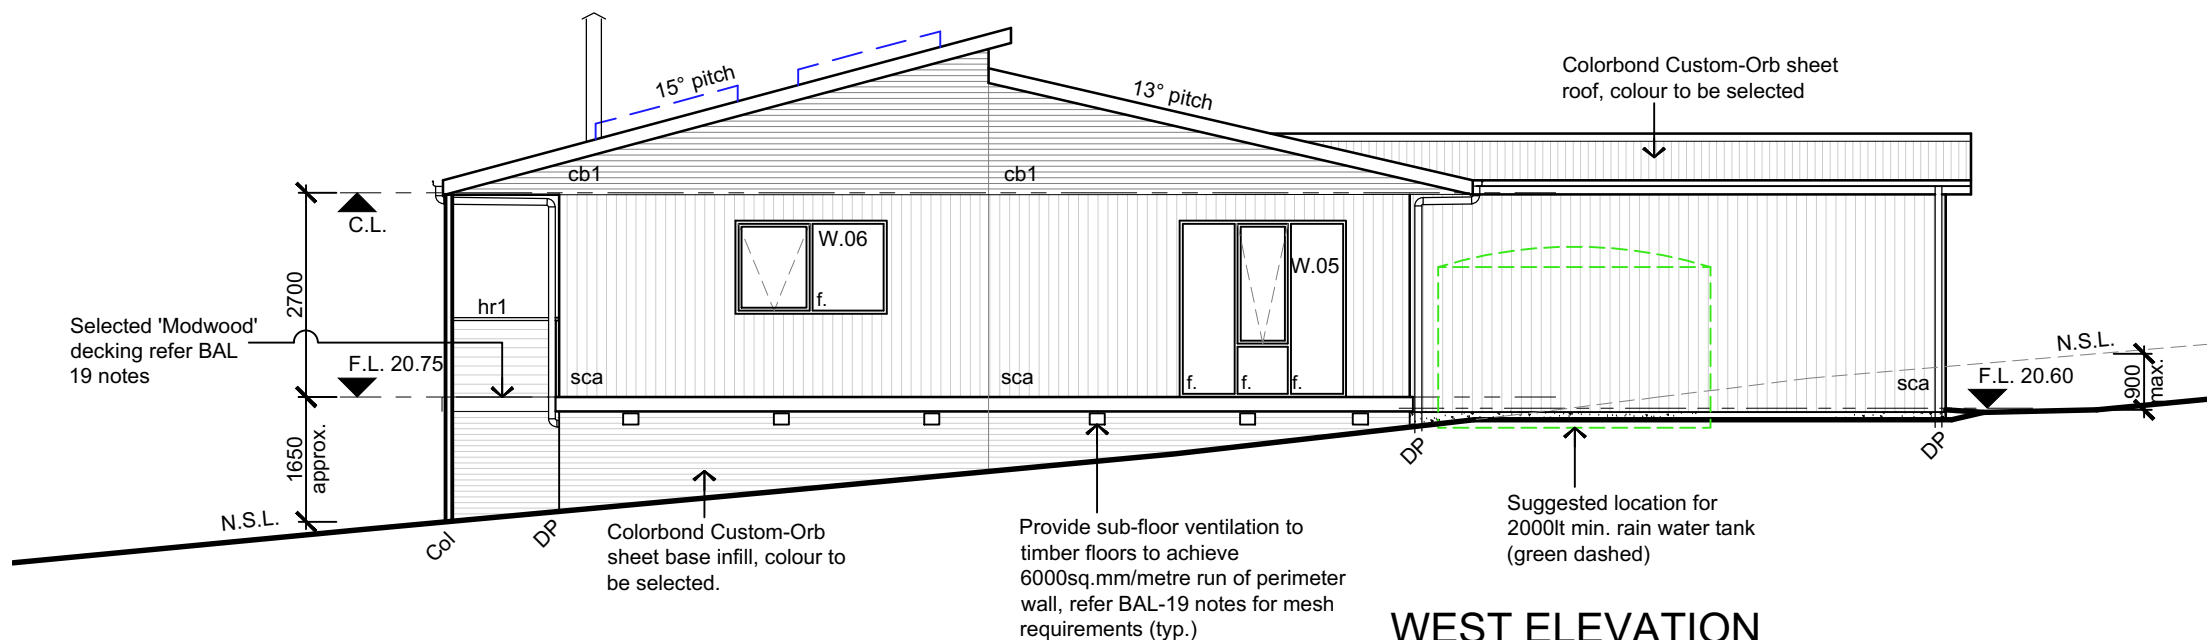 15° pitch
13° pitch
Colorbond Custom-Orb sheet
roof, colour to be selected
cb1
cb1
C.L.
2700
W.06
f.
W.05
f.
f.
f.
hr1
Selected 'Modwood'
decking refer BAL
19 notes
F.L. 20.75
sca
sca
sca
N.S.L.
F.L. 20.60
900
max.
1650
approx.
N.S.L.
Col
DP
DP
DP
Colorbond Custom-Orb
sheet base infill, colour to
be selected.
Provide sub-floor ventilation to
timber floors to achieve
6000sq.mm/metre run of perimeter
wall, refer BAL-19 notes for mesh
requirements (typ.)
Suggested location for
2000lt min. rain water tank
(green dashed)
WEST ELEVATION